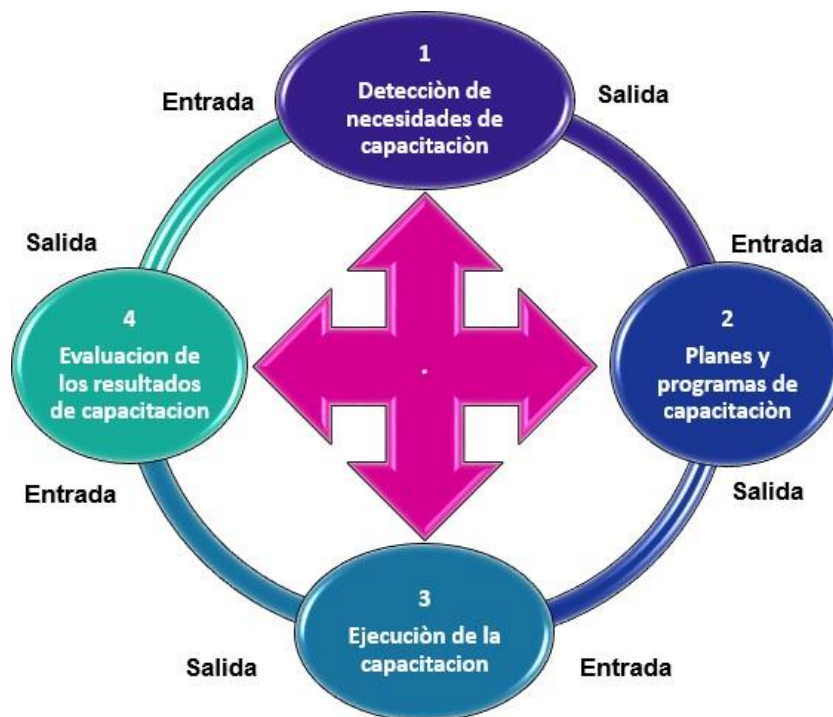 1
Detecciòn de
necesidades de
capacitaciòn
Entrada
Salida
Salida
Entrada
4
Evaluacion de
los resultados
de capacitacion
2
Planes y
programas de
capacitaciòn
Entrada
Salida
3
Ejecuciòn de la
capacitacion
Salida
Entrada